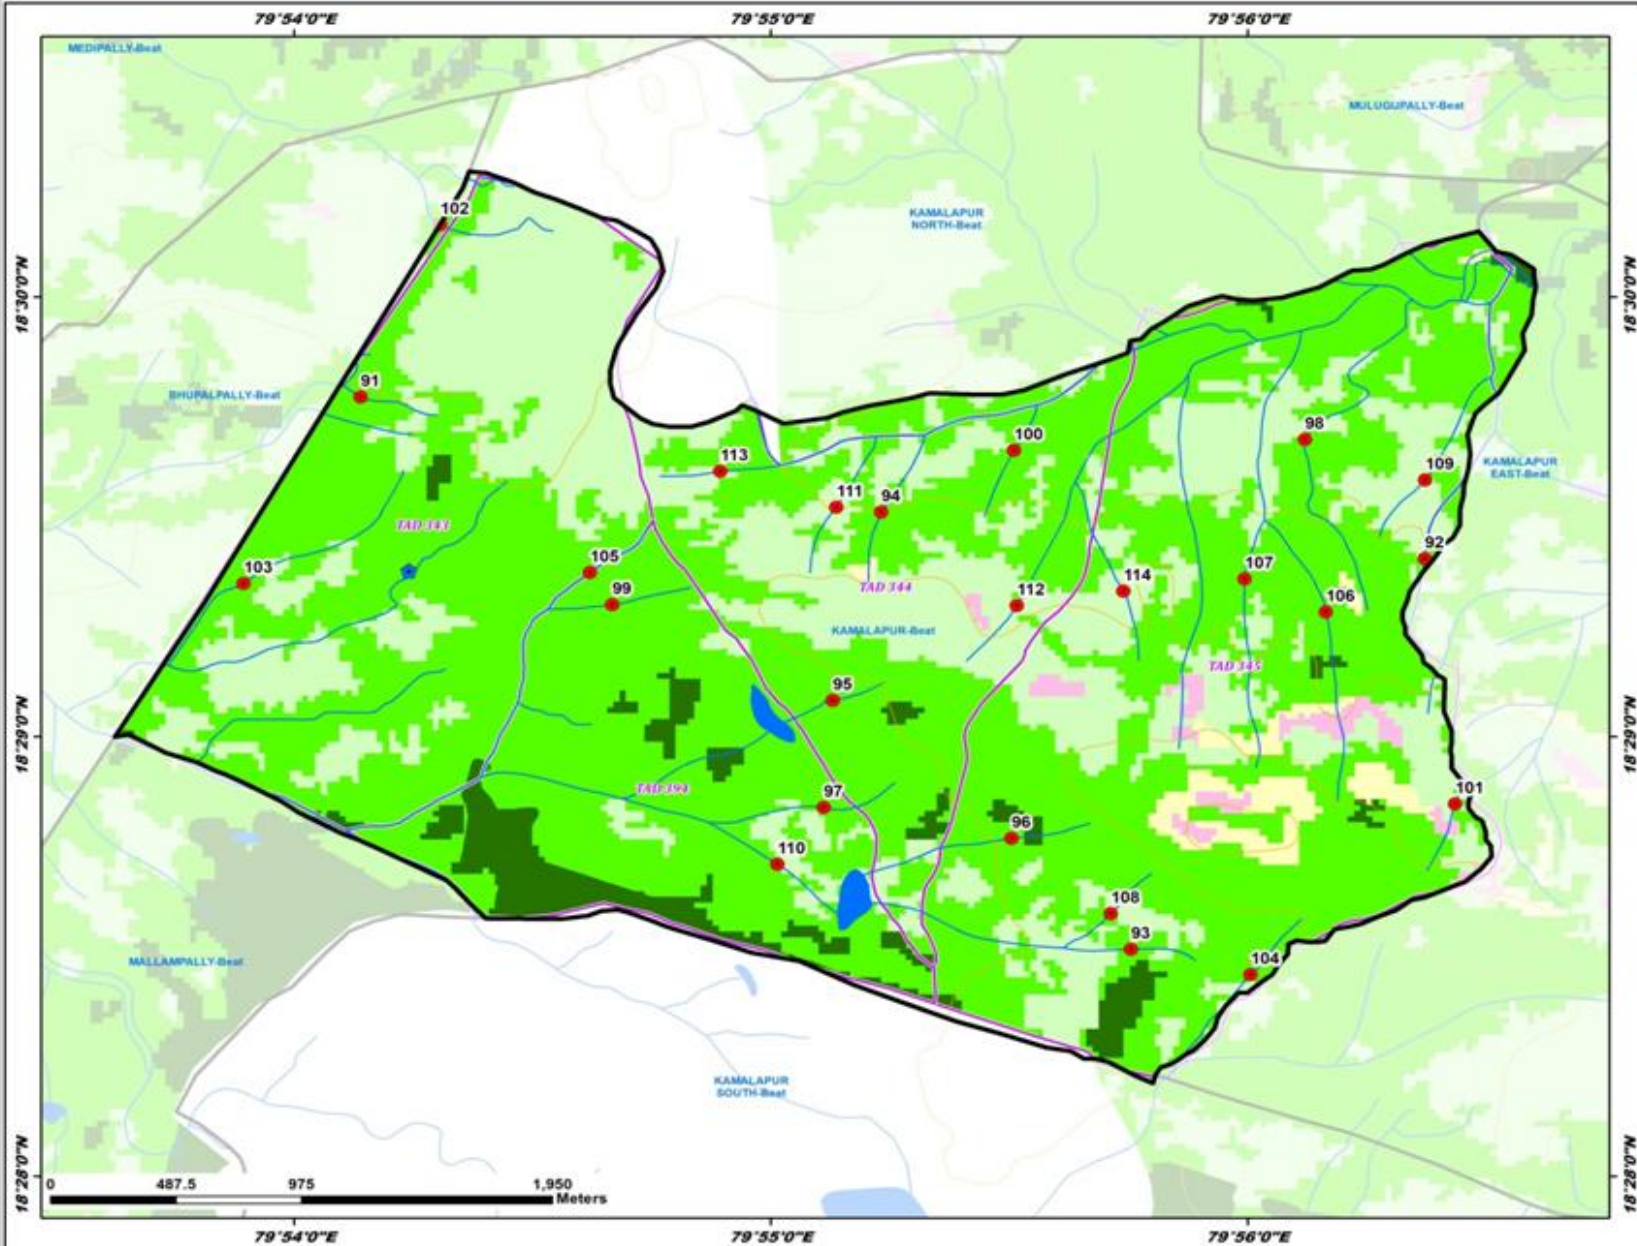 79°54'0"E
79°55'0"E
79°56'0"E
MEDIPALLY-Beat
MULUGUPALLY-Beat
102
KAMALAPUR
NORTH-Beat
18°30'0"N
18°30'0"N
91
BHUPALPALLY-Beat
98
100
113
109
KAMALAPUR
EAST-Beat
111
94
TAD 343
92
105
103
107
114
99
TAD 344
112
106
KAMALAPUR-Beat
TAD 345
95
18°29'0"N
18°29'0"N
TAD 394
97
101
96
110
108
93
104
MALLAMPALLY-Beat
KAMALAPUR
SOUTH-Beat
18°28'0"N
18°28'0"N
0 487.5 975 1,950
Meters
79°54'0"E
79°55'0"E
79°56'0"E